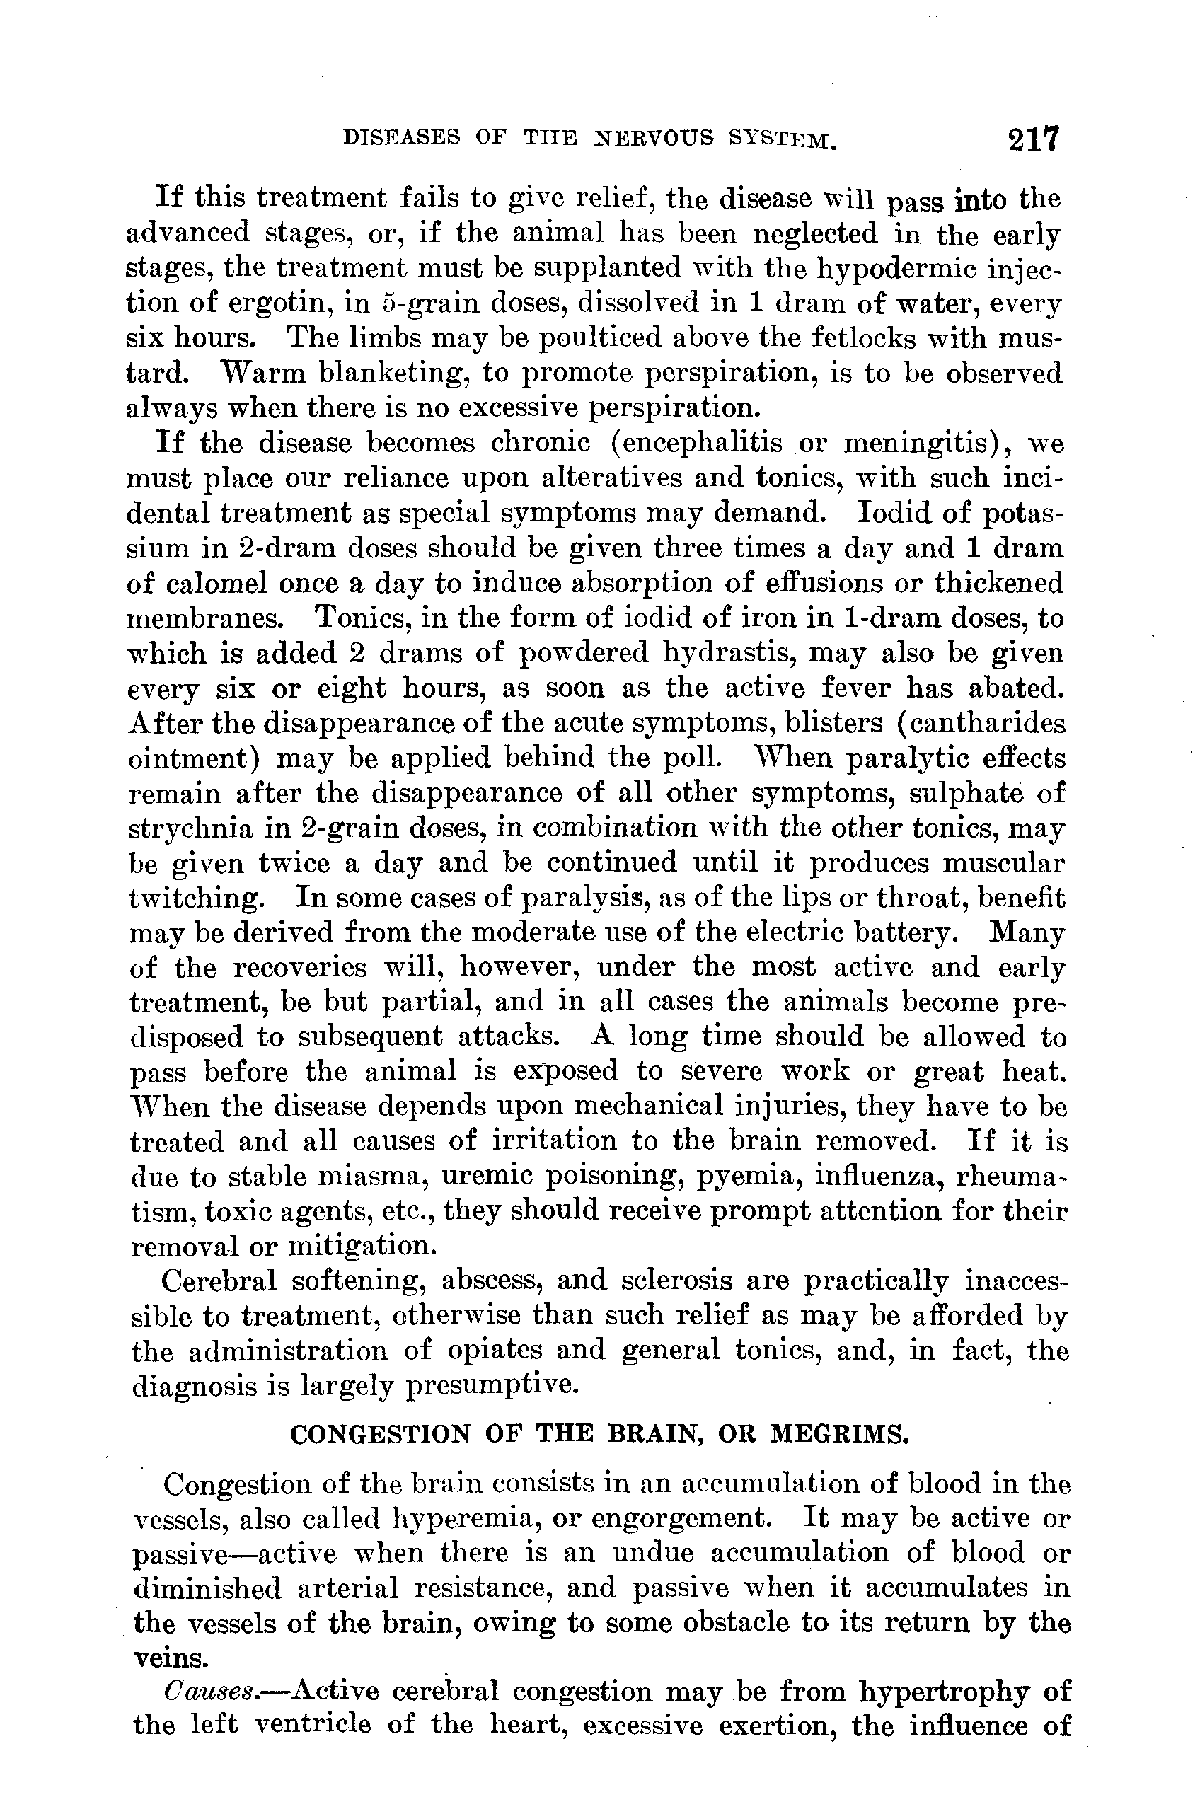 DISEASES OF THE NERVOUS SYSTEM. 217
If this treatment fails to give relief, the disease will pass into the
advanced stages, or, if the animal has been neglected in the early
stages, the treatment must be supplanted with the hypodermic injec-
tion of ergotin, in 5-grain doses, dissolved in 1 dram of water, every
six hours. The limbs may be poulticed above the fetlocks with mus-
tard. Warm blanketing, to promote perspiration, is to be observed
always when there is no excessive perspiration.
If the disease becomes chronic (encephalitis or meningitis), we
must place our reliance upon alteratives and tonics, with such inci-
dental treatment as special symptoms may demand. Iodid of potas-
sium in 2-dram doses should be given three times a day and 1 dram
of calomel once a day to induce absorption of effusions or thickened
membranes. Tonics, in the form of iodid of iron in 1-dram doses, to
which is added 2 drams of powdered hydrastis, may also be given
every six or eight hours, as soon as the active fever has abated.
After the disappearance of the acute symptoms, blisters (cantharides
ointment) may be applied behind the poll. When paralytic effects
remain after the disappearance of all other symptoms, sulphate of
strychnia in 2-grain doses, in combination with the other tonics, may
be given twice a day and be continued until it produces muscular
twitching. In some cases of paralysis, as of the lips or throat, benefit
may be derived from the moderate use of the electric battery. Many
of the recoveries will, however, under the most active and early
treatment, be but partial, and in all cases the animals become pre-
disposed to subsequent attacks. A long time should be allowed to
pass before the animal is exposed to severe work or great heat.
When the disease depends upon mechanical injuries, they have to be
treated and all causes of irritation to the brain removed. If it is
due to stable miasma, uremic poisoning, pyemia, influenza, rheuma-
tism, toxic agents, etc., they should receive prompt attention for their
removal or mitigation.
Cerebral softening, abscess, and sclerosis are practically inacces-
sible to treatment, otherwise than such relief as may be afforded by
the administration of opiates and general tonics, and, in fact, the
diagnosis is largely presumptive.
CONGESTION OF THE BRAIN, OR MEGRIMS.
Congestion of the brain consists in an accumulation of blood in the
vessels, also called hyperemia, or engorgement. It may be active or
passive—active when there is an undue accumulation of blood or
diminished arterial resistance, and passive when it accumulates in
the vessels of the brain, owing to some obstacle to its return by the
veins.
Causes.—Active cerebral congestion may be from hypertrophy of
the left ventricle of the heart, excessive exertion, the influence of